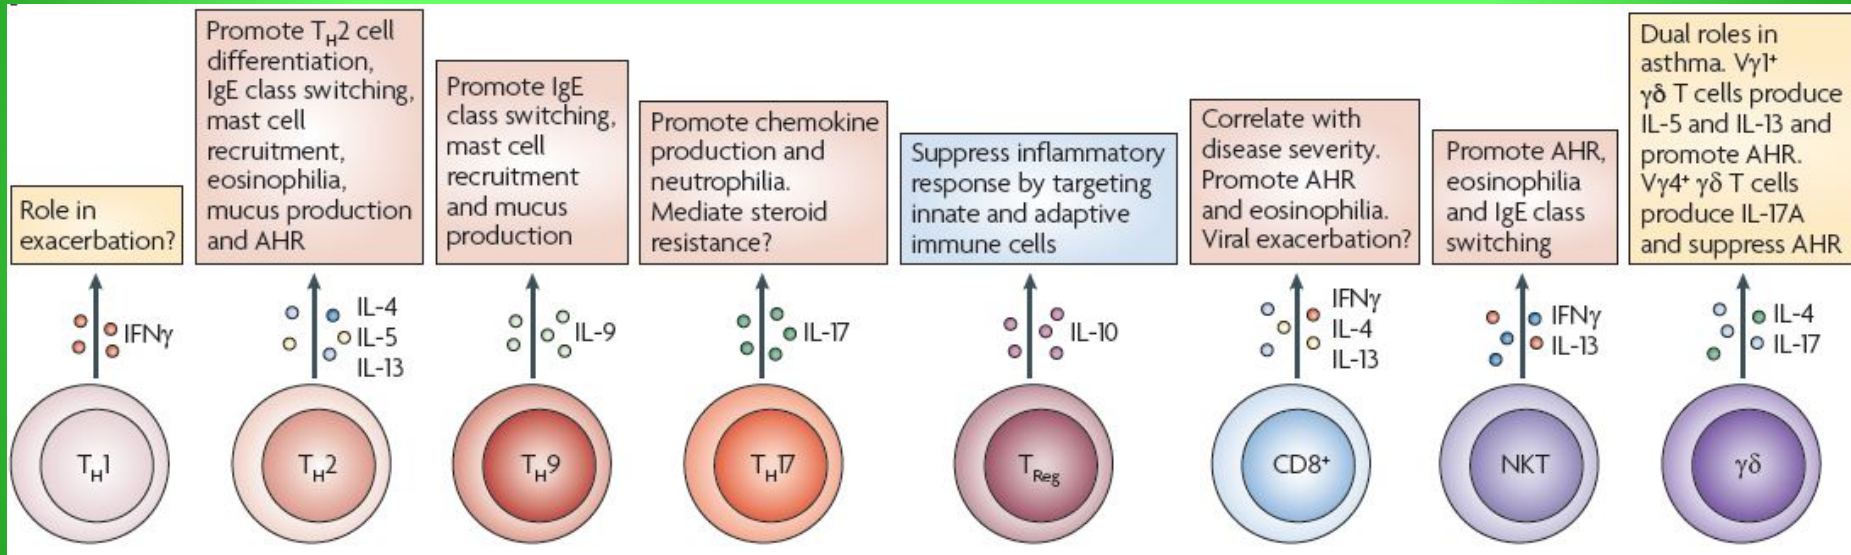 Role in
exacerbation?
IFNγ
T_H1
Promote T_H2 cell
differentiation,
IgE class switching,
mast cell
recruitment,
eosinophilia,
mucus production
and AHR
IL-4
IL-5
IL-13
T_H2
Promote IgE
class switching,
mast cell
recruitment
and mucus
production
IL-9
T_H9
Promote chemokine
production and
neutrophilia.
Mediate steroid
resistance?
IL-17
T_H17
Suppress inflammatory
response by targeting
innate and adaptive
immune cells
IL-10
T_Reg
Correlate with
disease severity.
Promote AHR
and eosinophilia.
Viral exacerbation?
IFNγ
IL-4
IL-13
CD8⁺
Promote AHR,
eosinophilia
and IgE class
switching
IFNγ
IL-13
NKT
Dual roles in
asthma. Vγ1⁺
γδ T cells produce
IL-5 and IL-13 and
promote AHR.
Vγ4⁺ γδ T cells
produce IL-17A
and suppress AHR
IL-4
IL-17
γδ